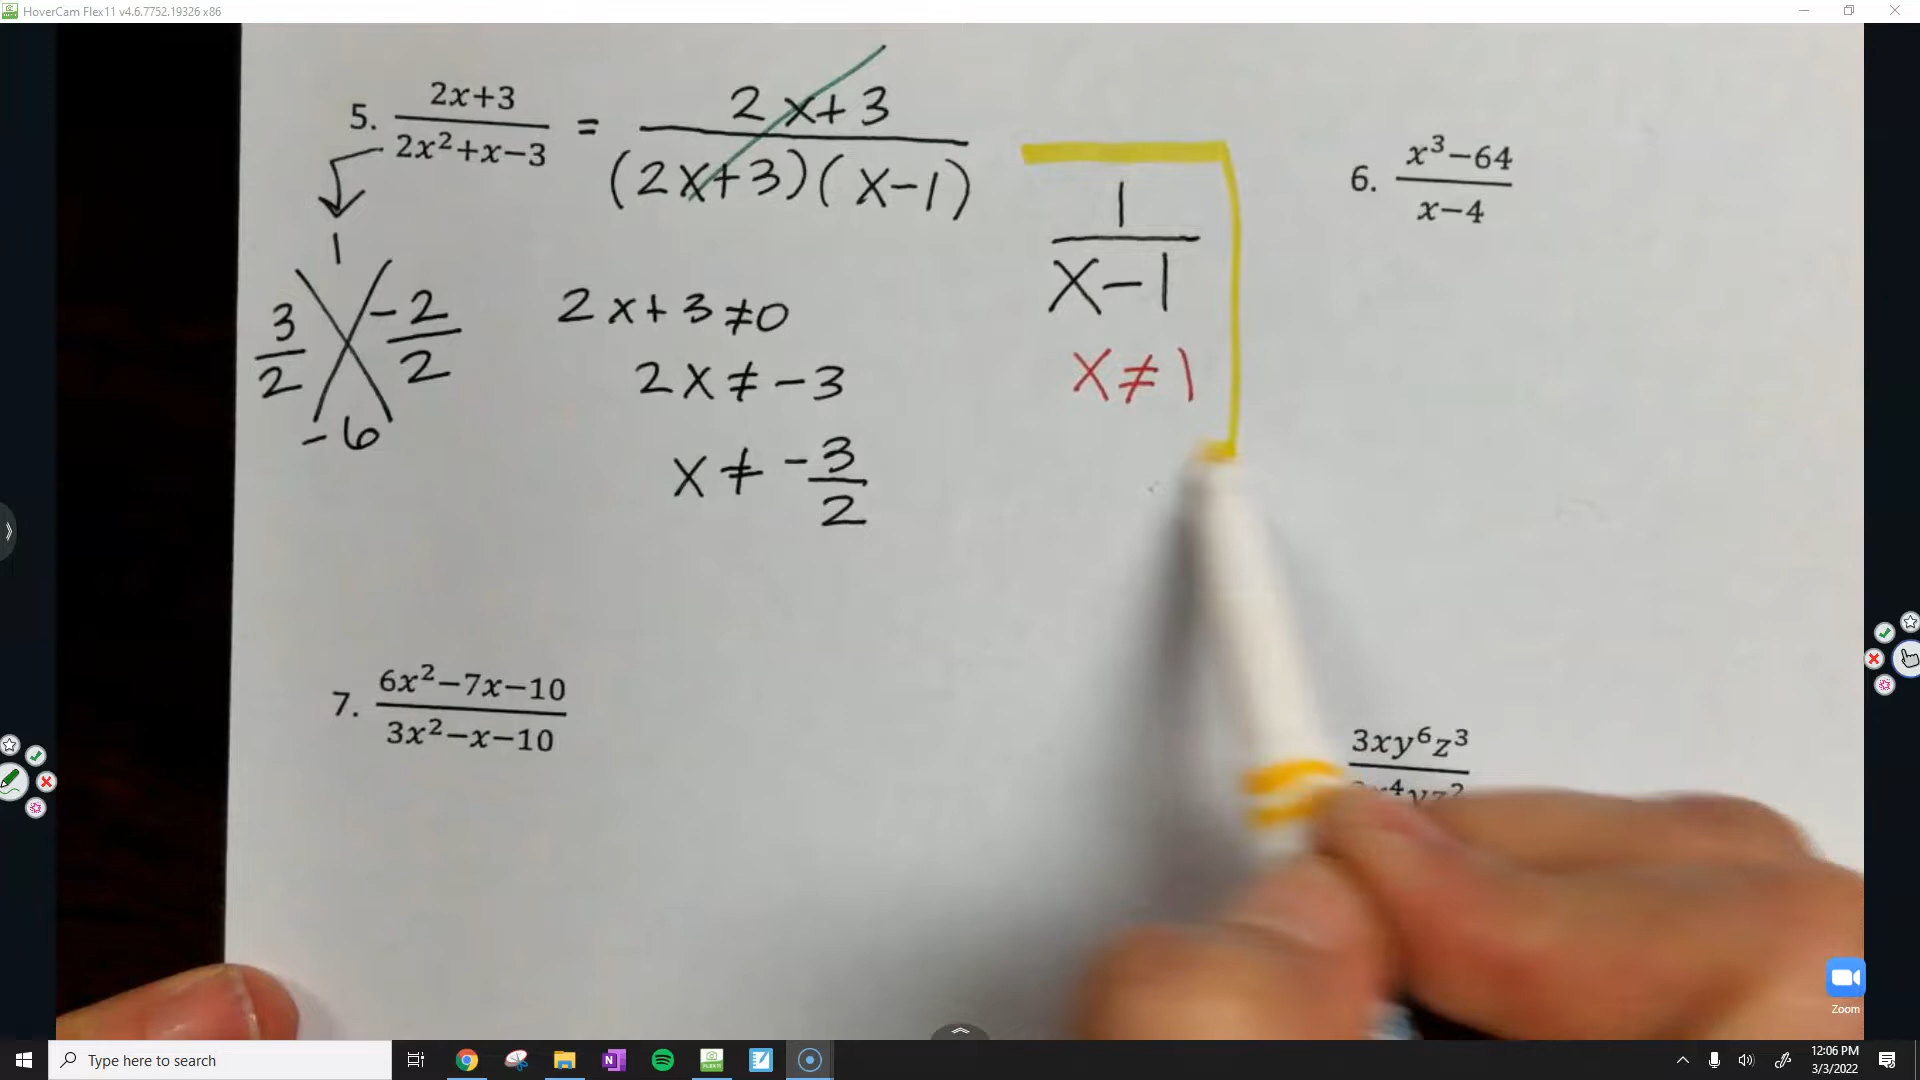 HoverCam Flex11 v4.6.7752.19326 x86
5. 2x+3 / 2x²+x−3 = 2x+3 / (2x+3)(x−1)
1
3/2 -2/2
-6
2x+3≠0
2x≠-3
x≠-3/2
1 / x-1
x≠1
6. x³−64 / x−4
7. 6x²−7x−10 / 3x²−x−10
3xy⁶z³
x⁴yz²
Zoom
Type here to search
12:06 PM
3/3/2022